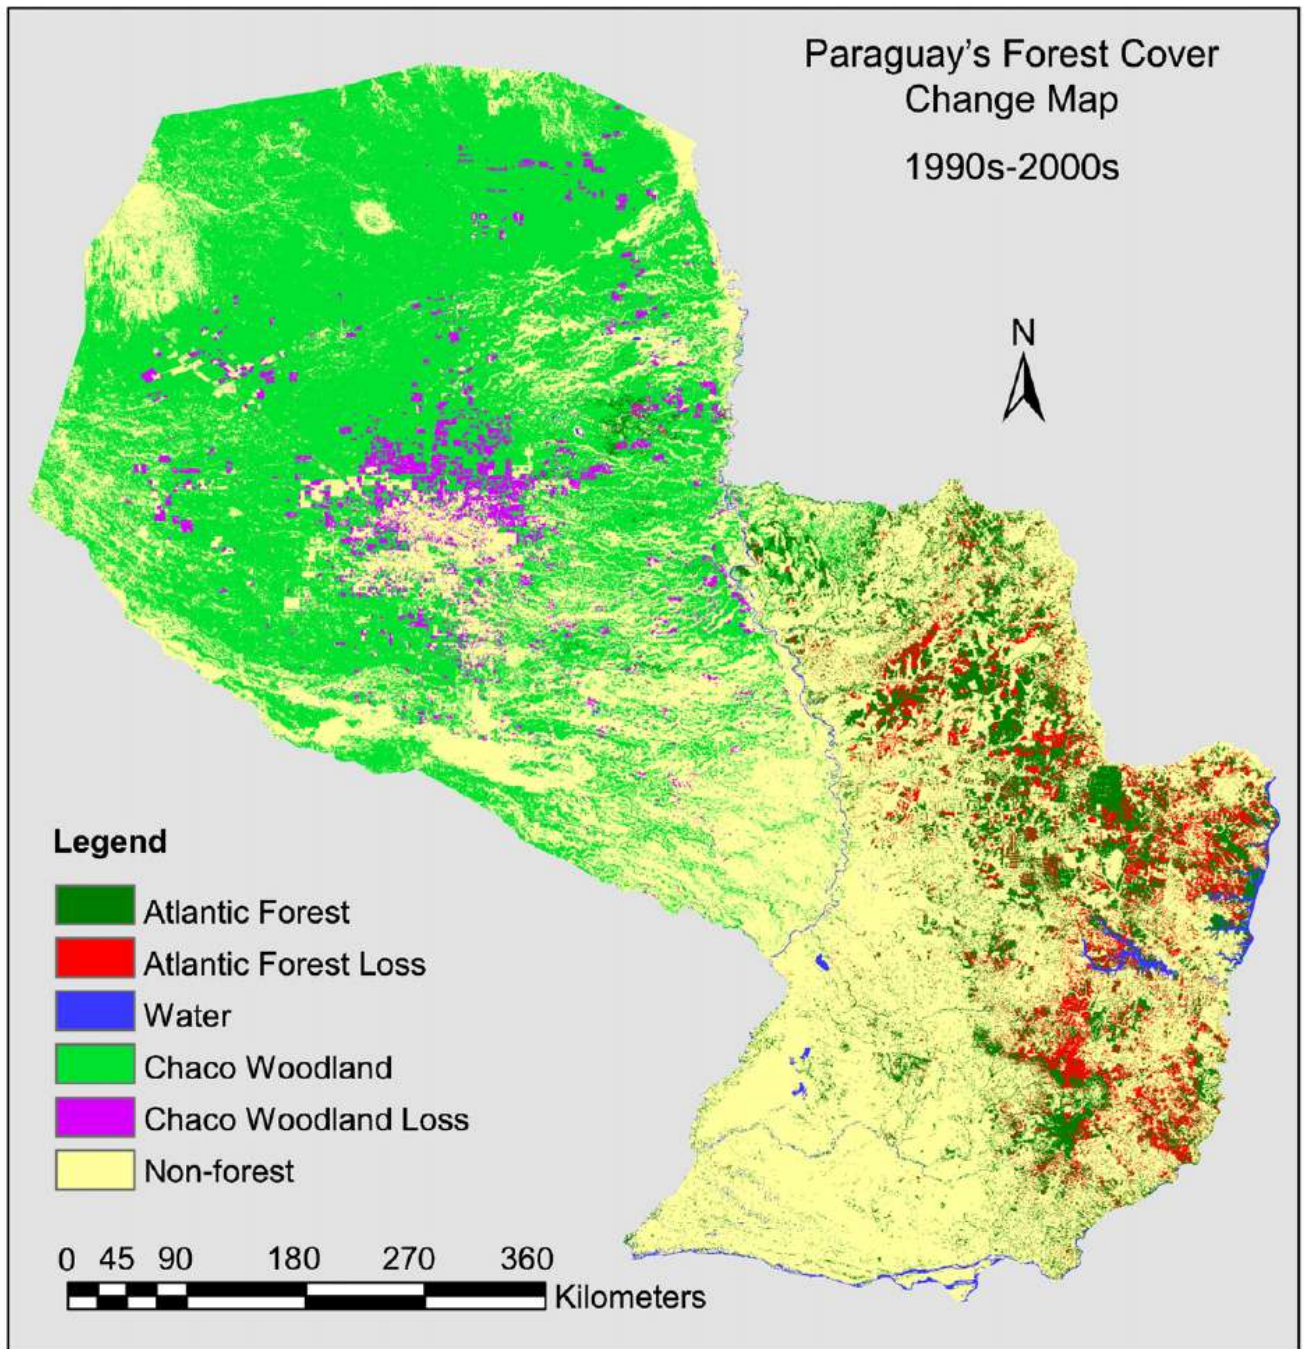 Paraguay's Forest Cover
Change Map
1990s-2000s
N
Legend
Atlantic Forest
Atlantic Forest Loss
Water
Chaco Woodland
Chaco Woodland Loss
Non-forest
0 45 90 180 270 360
Kilometers